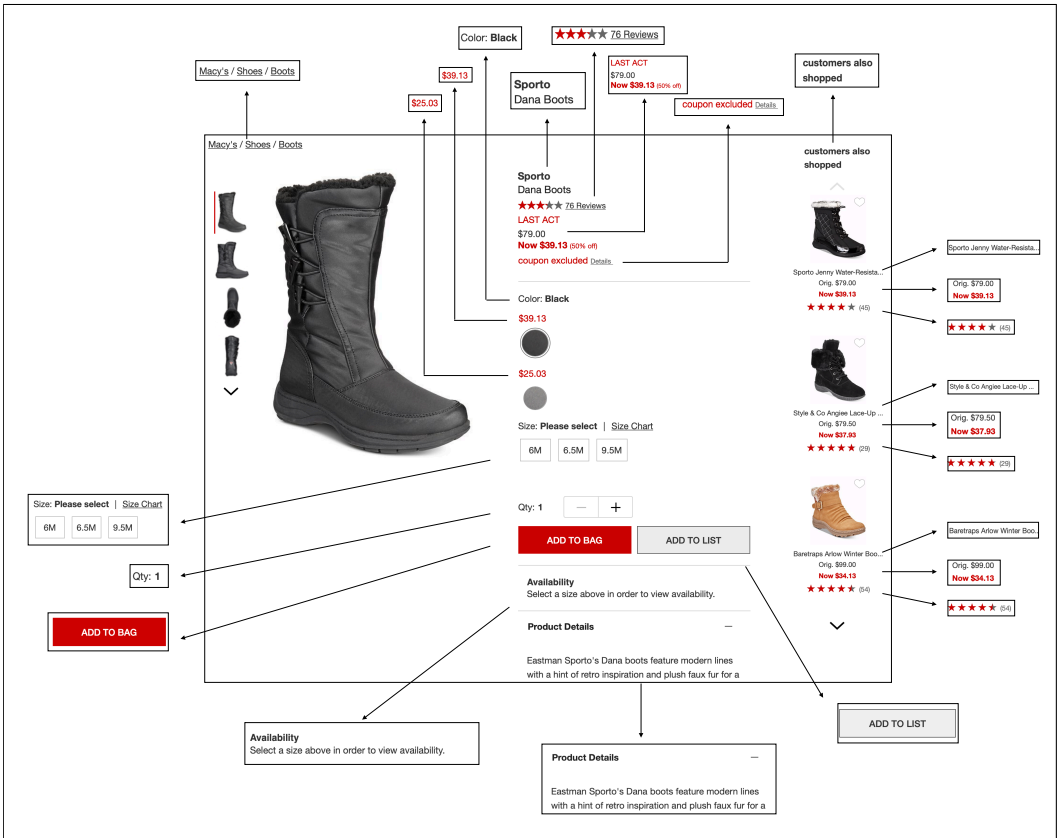 Color: Black
76 Reviews
Macy's / Shoes / Boots
$39.13
LAST ACT
$79.00
Now $39.13 (50% off)
customers also
shopped
Sporto
Dana Boots
$25.03
coupon excluded Details
Macy's / Shoes / Boots
Sporto
Dana Boots
76 Reviews
LAST ACT
$79.00
Now $39.13 (50% off)
coupon excluded Details
Color: Black
$39.13
$25.03
Size: Please select | Size Chart
6M 6.5M 9.5M
Qty: 1 — +
ADD TO BAG ADD TO LIST
Availability
Select a size above in order to view availability.
Product Details —
Eastman Sporto's Dana boots feature modern lines
with a hint of retro inspiration and plush faux fur for a
customers also
shopped
Sporto Jenny Water-Resista...
Orig. $79.00
Now $39.13
(45)
Style & Co Angiee Lace-Up ...
Orig. $79.50
Now $37.93
(29)
Baretraps Arlow Winter Boo...
Orig. $99.00
Now $34.13
(54)
Sporto Jenny Water-Resista...
Orig. $79.00
Now $39.13
(45)
Style & Co Angiee Lace-Up ...
Orig. $79.50
Now $37.93
(29)
Baretraps Arlow Winter Boo..
Orig. $99.00
Now $34.13
(54)
Size: Please select | Size Chart
6M 6.5M 9.5M
Qty: 1
ADD TO BAG
Availability
Select a size above in order to view availability.
Product Details —
Eastman Sporto's Dana boots feature modern lines
with a hint of retro inspiration and plush faux fur for a
ADD TO LIST